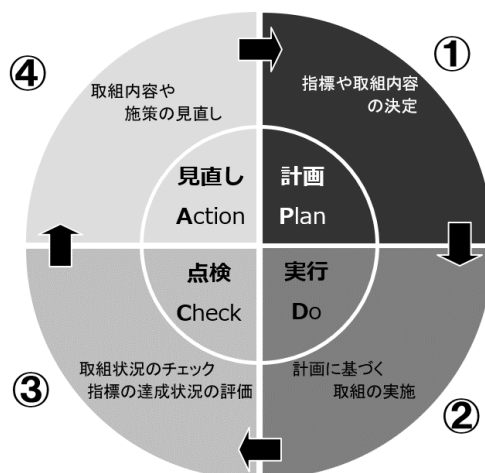 ①
指標や取組内容
の決定
計画
Plan
②
実行
Do
計画に基づく
取組の実施
③
点検
Check
取組状況のチェック
指標の達成状況の評価
④
取組内容や
施策の見直し
見直し
Action